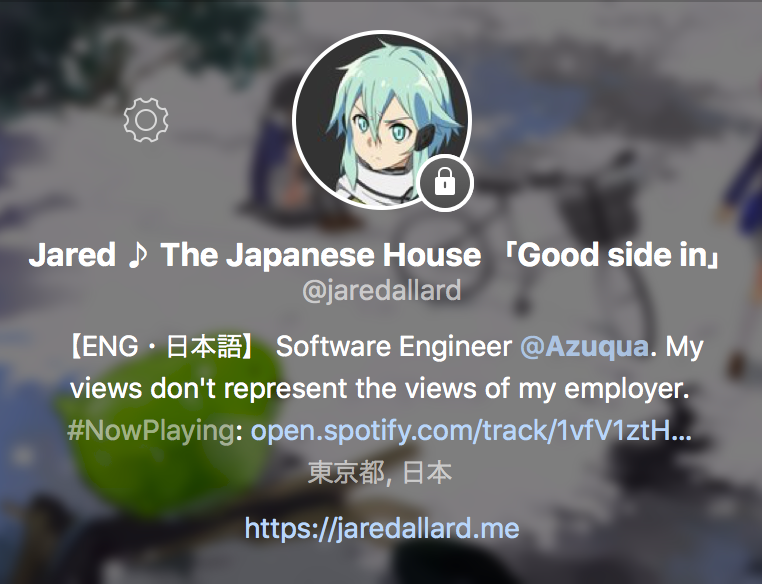 Jared ♪ The Japanese House 「Good side in」
@jaredallard
【ENG・日本語】 Software Engineer @Azuqua. My
views don't represent the views of my employer.
#NowPlaying: open.spotify.com/track/1vfV1ztH...
東京都, 日本
https://jaredallard.me